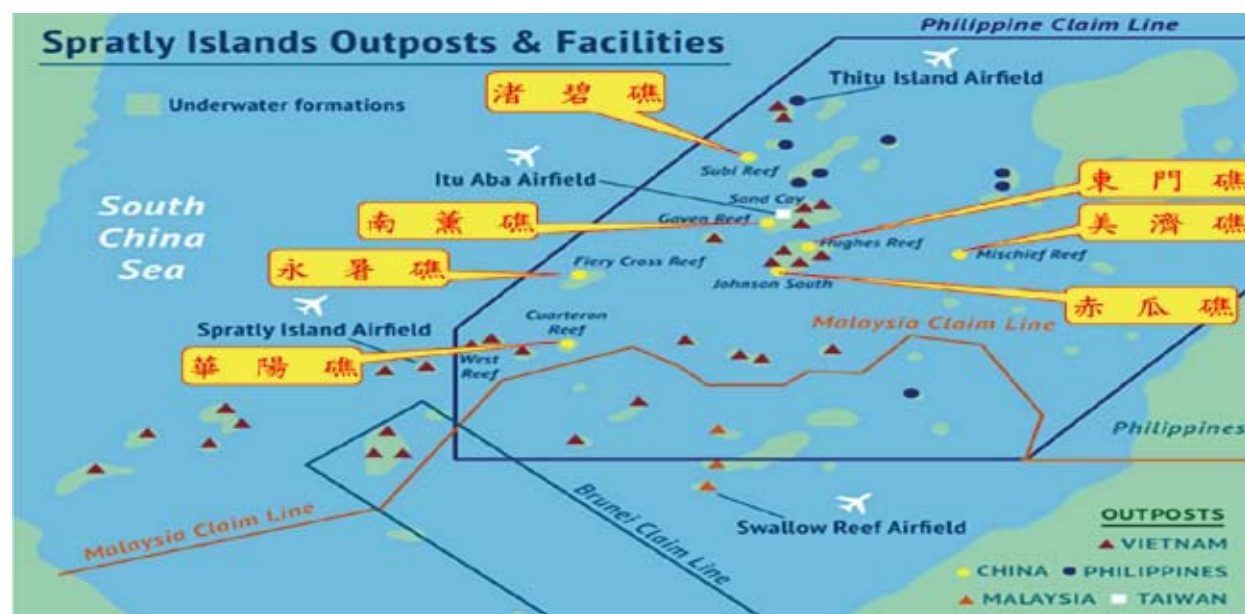 Philippine Claim Line
Spratly Islands Outposts & Facilities
Thitu Island Airfield
渚碧礁
Underwater formations
Subi Reef
Itu Aba Airfield
Sand Cay
東門礁
South
China
Sea
南薰礁
Gaven Reef
Hughes Reef
美濟礁
Mischief Reef
永暑礁
Fiery Cross Reef
Johnson South
赤瓜礁
Spratly Island Airfield
Cuarteron
Reef
Malaysia Claim Line
華陽礁
West
Reef
Philippines
Brunei Claim Line
Malaysia Claim Line
Swallow Reef Airfield
OUTPOSTS
VIETNAM
CHINA PHILIPPINES
MALAYSIA TAIWAN